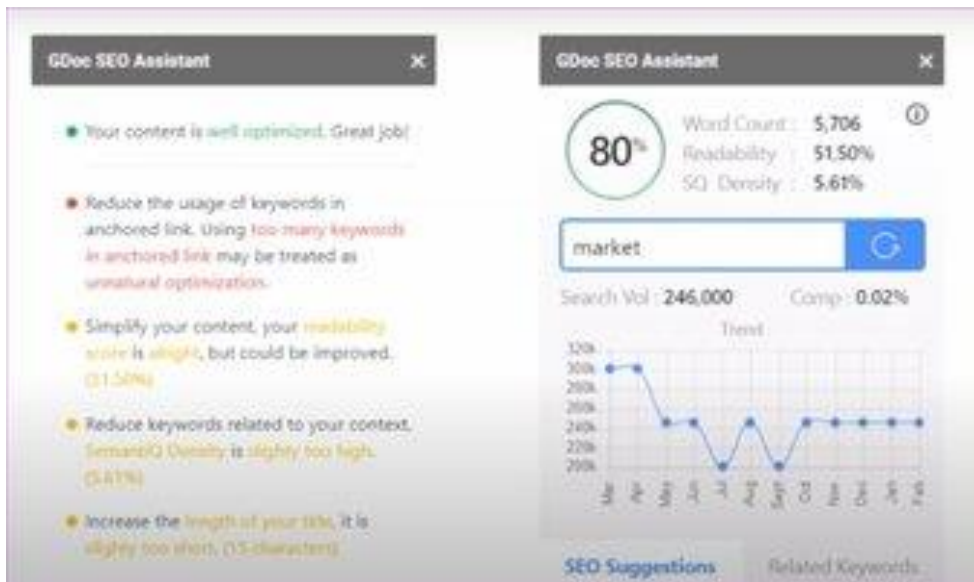 GDoc SEO Assistant ×
Your content is well optimized. Great job!
Reduce the usage of keywords in
anchored link. Using too many keywords
in anchored link may be treated as
unnatural optimization.
Simplify your content, your readability
score is alright, but could be improved.
(51.50%)
Reduce keywords related to your context,
SemantiQ Density is slighty too high.
(5.61%)
Increase the length of your title, it is
slighty too short. (15 characters)
GDoc SEO Assistant ×
80%
Word Count : 5,706
Readability : 51.50%
SQ Density : 5.61%
market
Search Vol : 246,000 Comp : 0.02%
Trend
320k
300k
280k
260k
240k
220k
200k
Mar Apr May Jun Jul Aug Sept Oct Nov Dec Jan Feb
SEO Suggestions Related Keywords